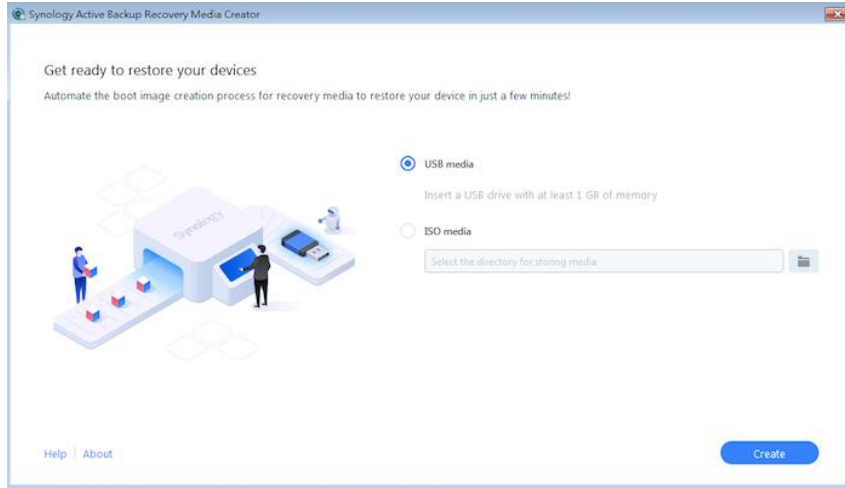 Synology Active Backup Recovery Media Creator
Get ready to restore your devices
Automate the boot image creation process for recovery media to restore your device in just a few minutes!
USB media
Insert a USB drive with at least 1 GB of memory
ISO media
Select the directory for storing media
Synology
Help | About
Create